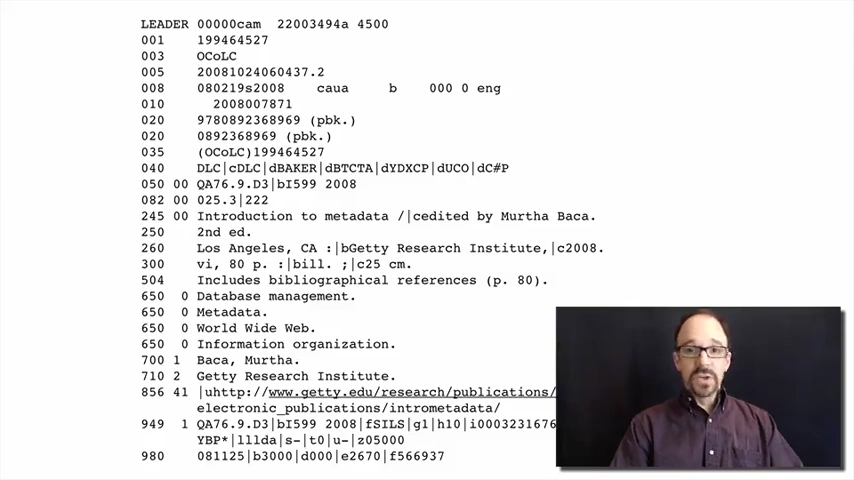 LEADER 00000cam  22003494a 4500
001    199464527
003    OCoLC
005    20081024060437.2
008    080219s2008    caua     b    000 0 eng
010      2008007871
020    9780892368969 (pbk.)
020    0892368969 (pbk.)
035    (OCoLC)199464527
040    DLC|cDLC|dBAKER|dBTCTA|dYDXCP|dUCO|dC#P
050 00 QA76.9.D3|bI599 2008
082 00 025.3|222
245 00 Introduction to metadata /|cedited by Murtha Baca.
250    2nd ed.
260    Los Angeles, CA :|bGetty Research Institute,|c2008.
300    vi, 80 p. :|bill. ;|c25 cm.
504    Includes bibliographical references (p. 80).
650  0 Database management.
650  0 Metadata.
650  0 World Wide Web.
650  0 Information organization.
700 1  Baca, Murtha.
710 2  Getty Research Institute.
856 41 |uhttp://www.getty.edu/research/publications/
electronic_publications/intrometadata/
949  1 QA76.9.D3|bI599 2008|fSILS|g1|h10|i0003231676
YBP*|lllda|s-|t0|u-|z05000
980    081125|b3000|d000|e2670|f566937